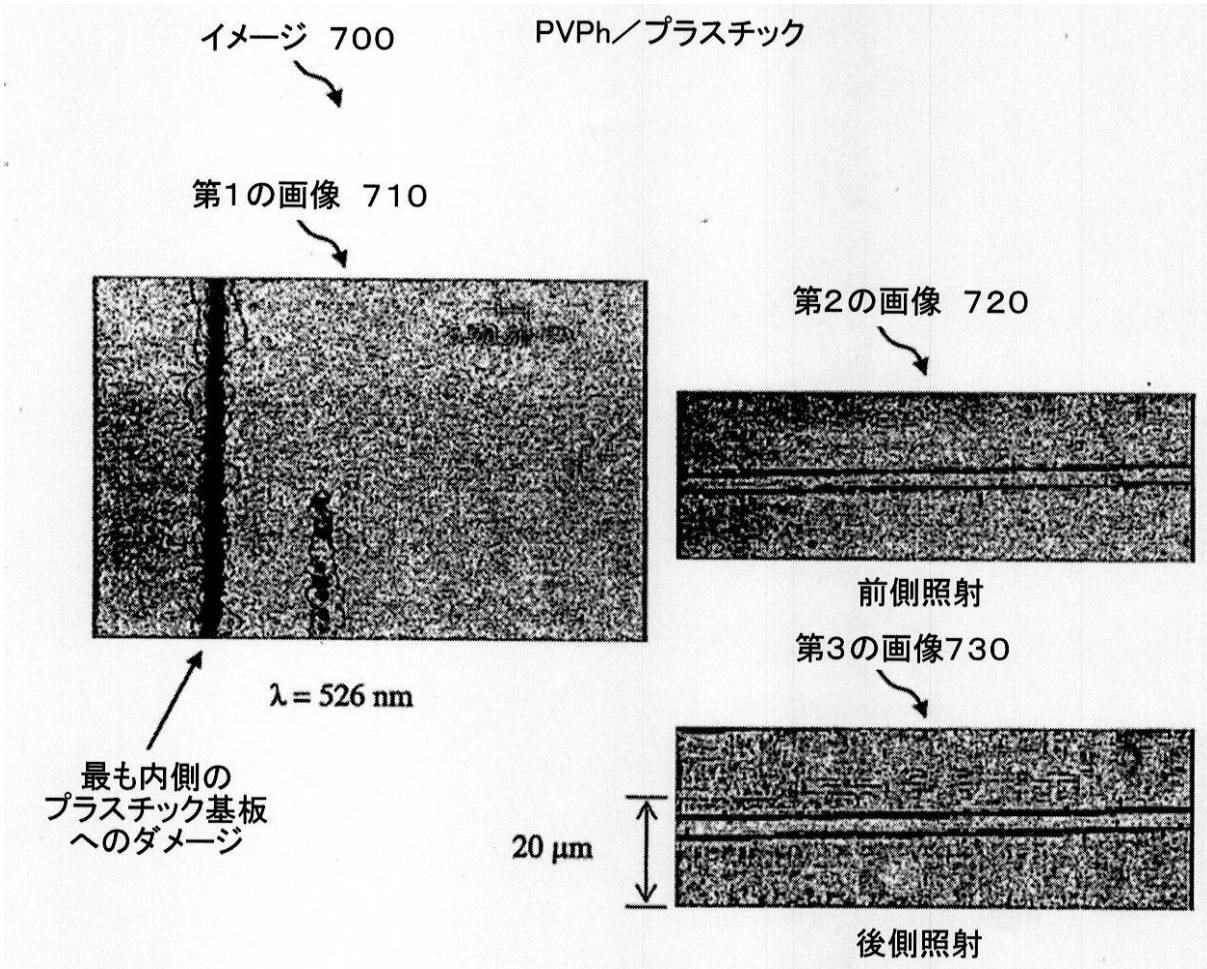 イメージ 700
PVPh／プラスチック
第1の画像 710
第2の画像 720
前側照射
第3の画像730
λ = 526 nm
最も内側の
プラスチック基板
へのダメージ
20 μm
後側照射